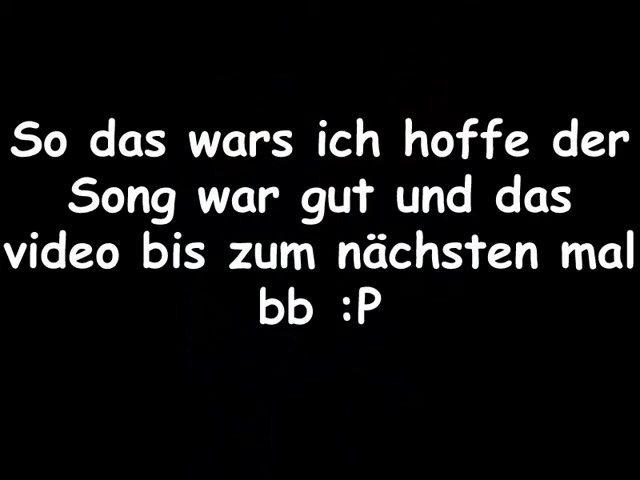 So das wars ich hoffe der
Song war gut und das
video bis zum nächsten mal
bb :P